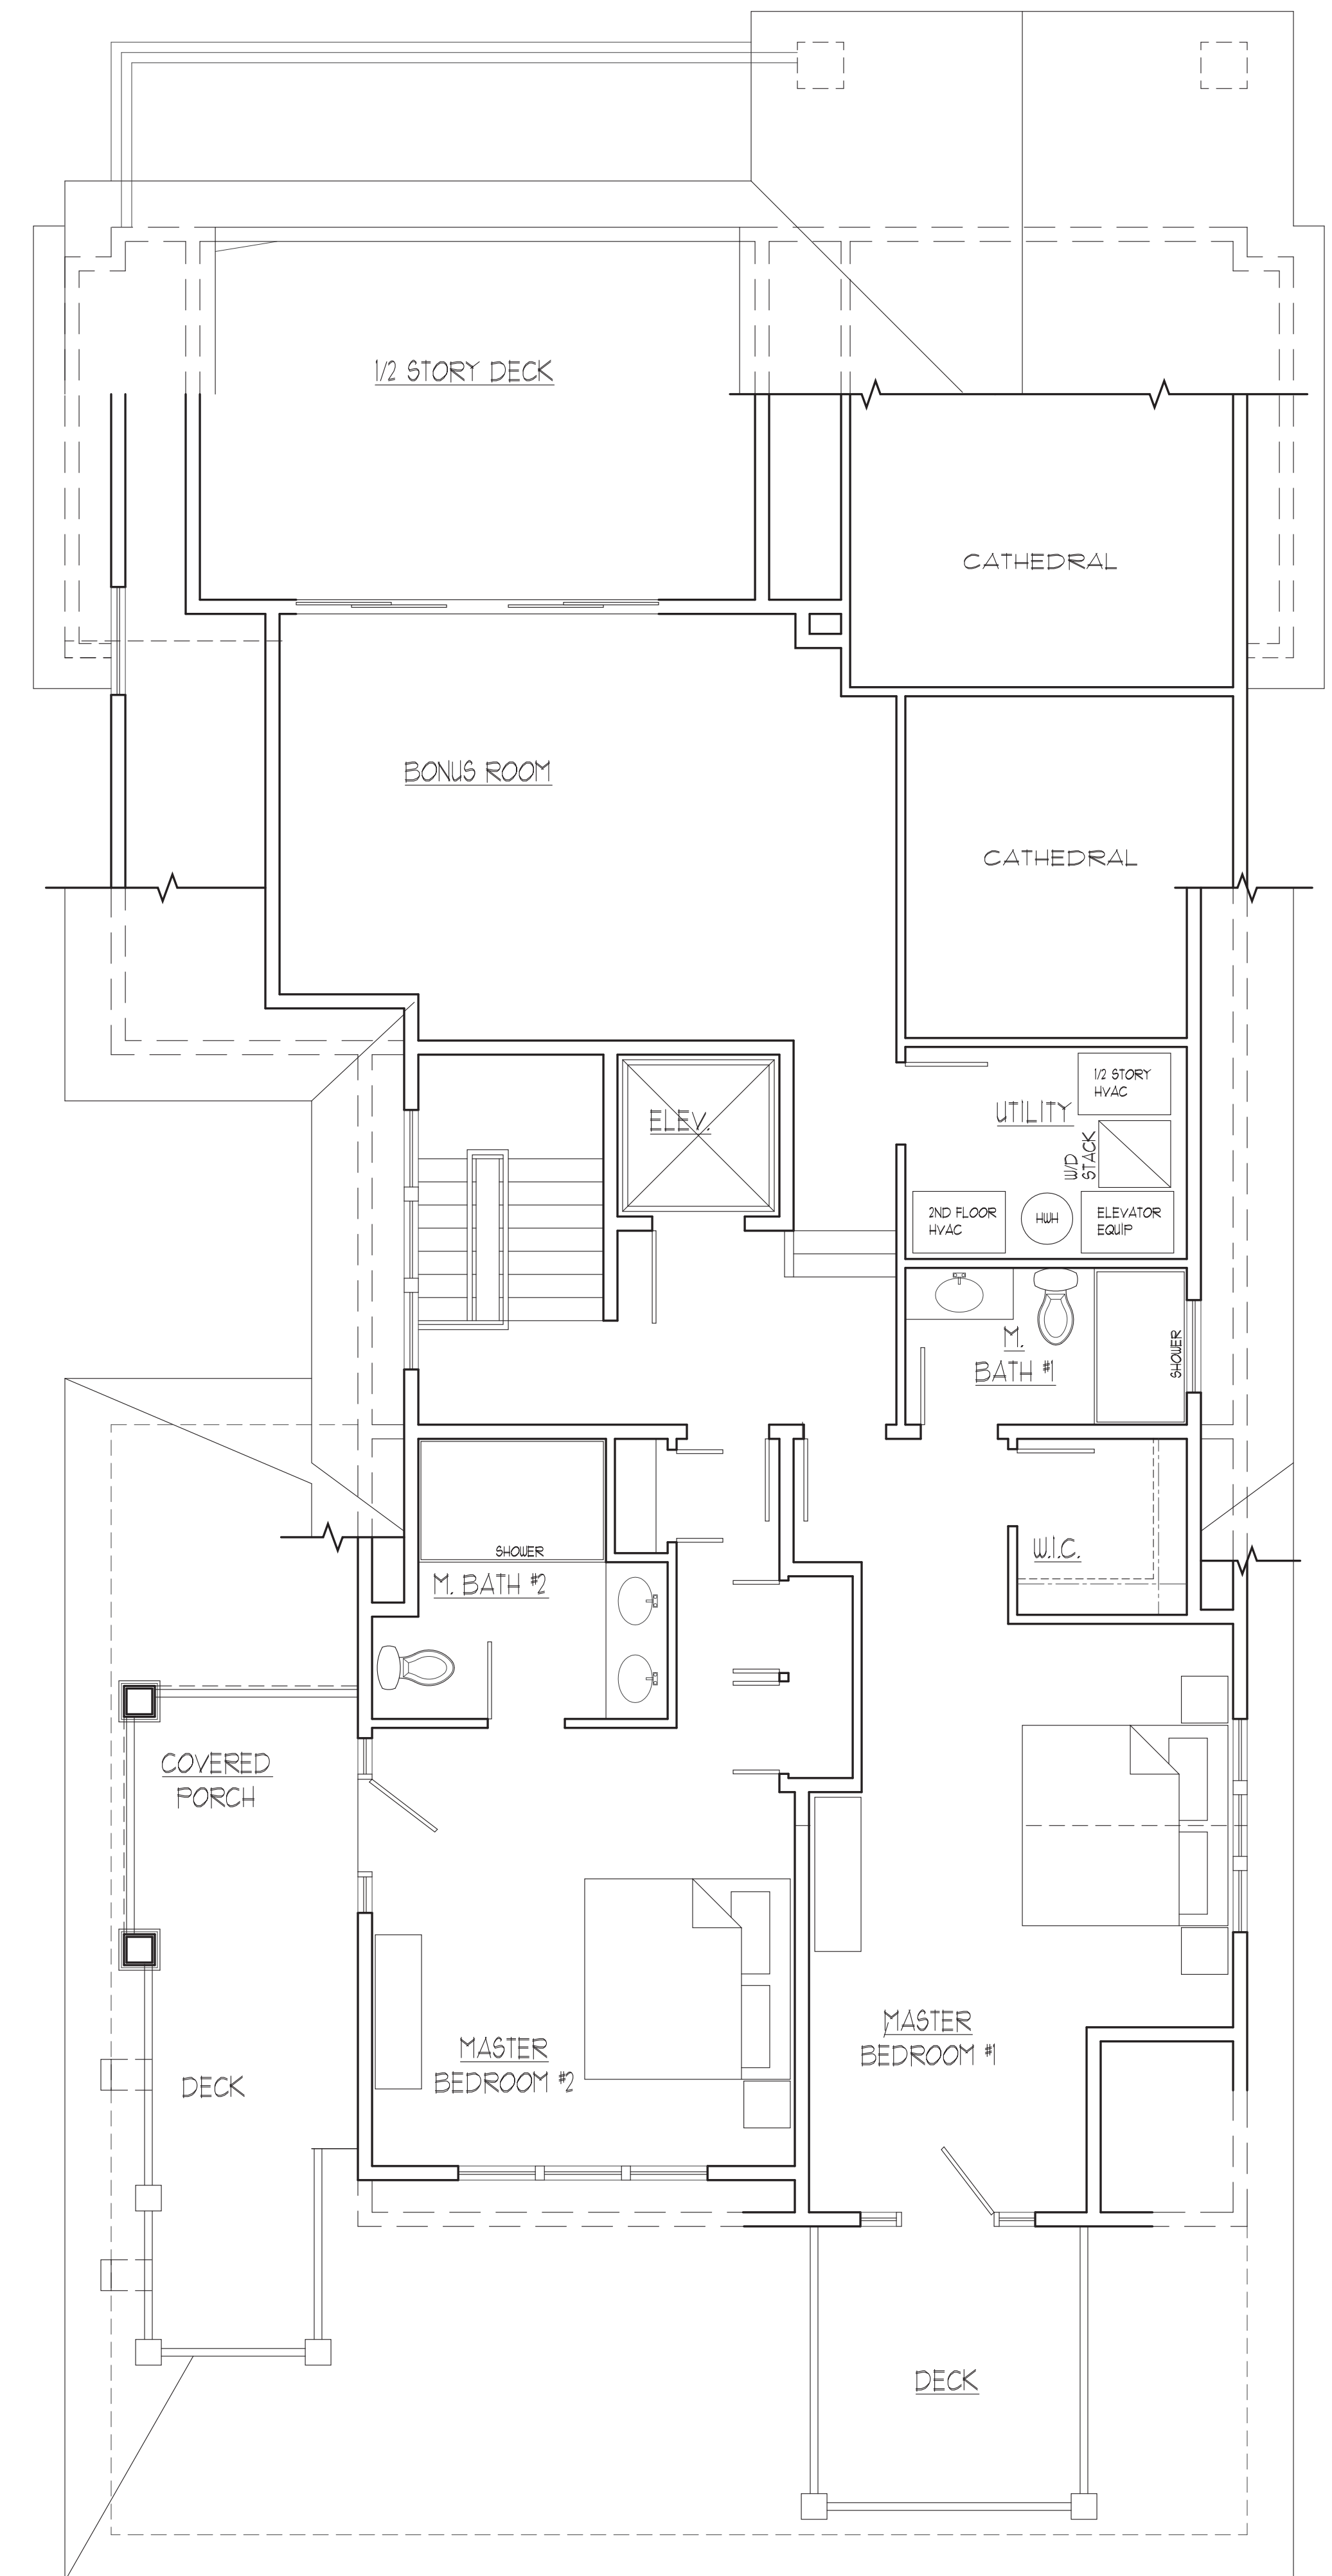 1/2 STORY DECK
CATHEDRAL
BONUS ROOM
CATHEDRAL
1/2 STORY
HVAC
ELEV.
UTILITY
W/D
STACK
2ND FLOOR
HVAC
HWH
ELEVATOR
EQUIP
M.
BATH #1
SHOWER
SHOWER
W.I.C.
M. BATH #2
COVERED
PORCH
MASTER
BEDROOM #1
MASTER
BEDROOM #2
DECK
DECK